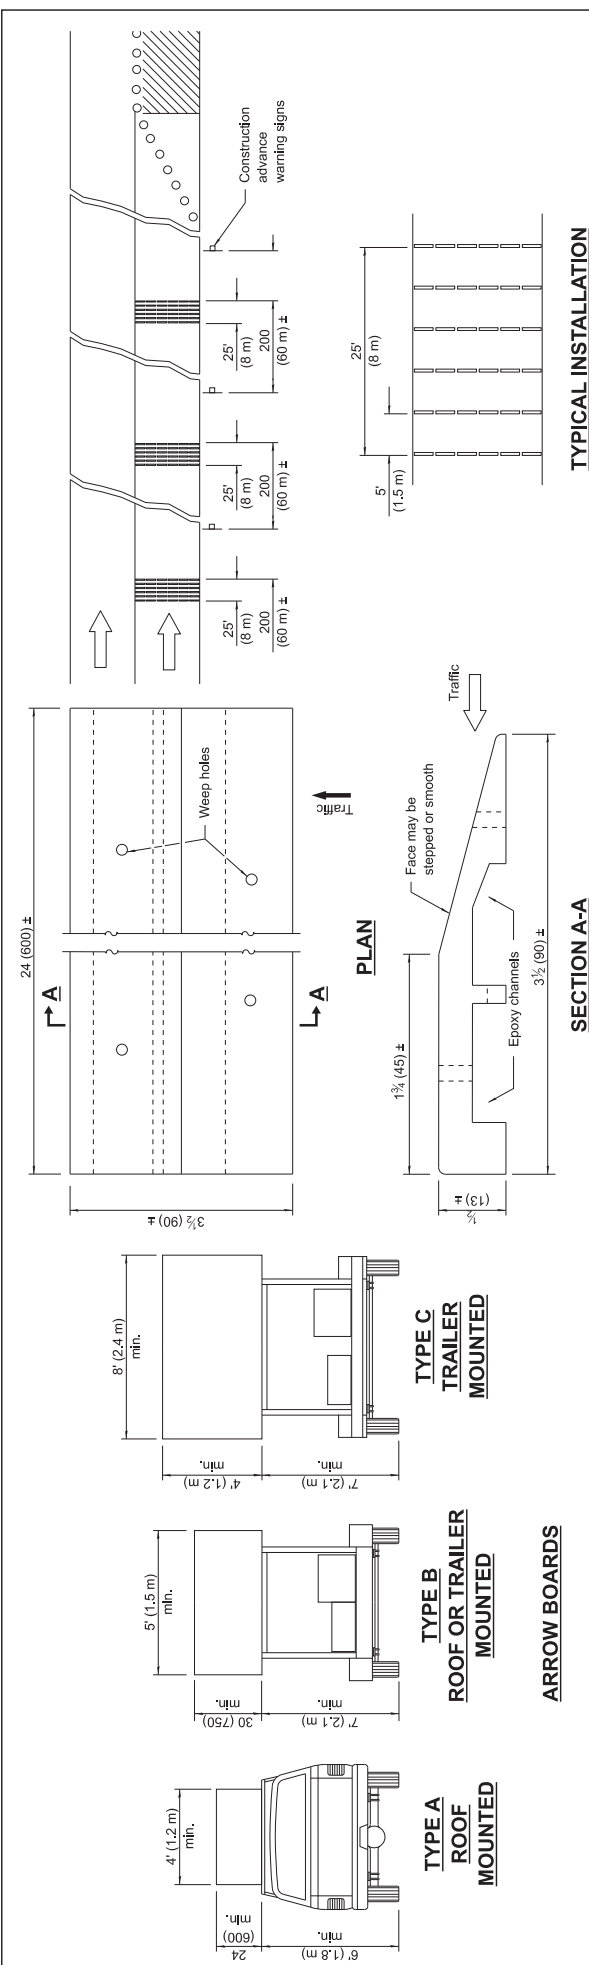 24
(600)
min.
6' (1.8 m)
min.
4' (1.2 m)
min.
TYPE A
ROOF
MOUNTED
30 (750)
min.
7' (2.1 m)
min.
5' (1.5 m)
min.
TYPE B
ROOF OR TRAILER
MOUNTED
4' (1.2 m)
min.
7' (2.1 m)
min.
8' (2.4 m)
min.
TYPE C
TRAILER
MOUNTED
ARROW BOARDS
24 (600) ±
3½ (90) ±
A
A
Weep holes
Traffic
PLAN
1¾ (45) ±
½
(13) ±
Face may be
stepped or smooth
Traffic
Epoxy channels
3½ (90) ±
SECTION A-A
25'
(8 m)
200
(60 m) ±
25'
(8 m)
200
(60 m) ±
25'
(8 m)
200
(60 m) ±
Construction
advance
warning signs
25'
(8 m)
5'
(1.5 m)
TYPICAL INSTALLATION